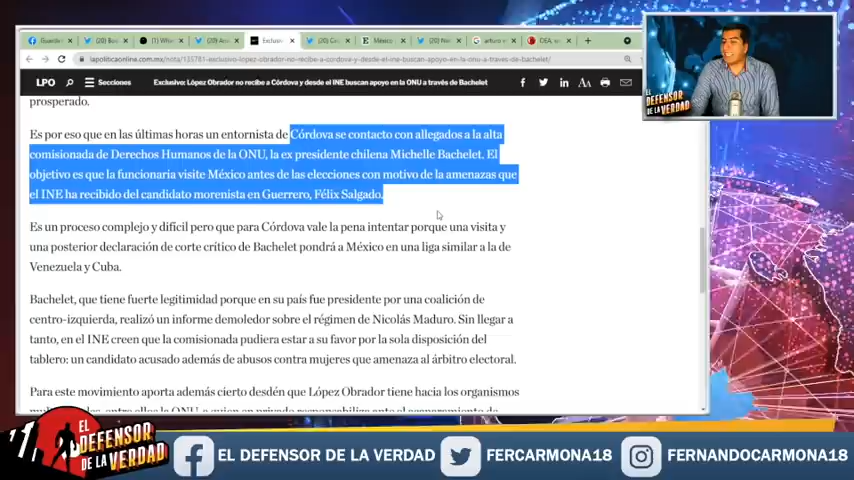 Exclusiv
México
DEA, se
lapoliticaonline.com.mx/nota/135781-exclusivo-lopez-obrador-no-recibe-a-cordova-y-desde-el-ine-buscan-apoyo-en-la-onu-a-traves-de-bachelet/
LPO Secciones Exclusivo: López Obrador no recibe a Córdova y desde el INE buscan apoyo en la ONU a través de Bachelet
prosperado.
Es por eso que en las últimas horas un entornista de Córdova se contacto con allegados a la alta
comisionada de Derechos Humanos de la ONU, la ex presidente chilena Michelle Bachelet. El
objetivo es que la funcionaria visite México antes de las elecciones con motivo de la amenazas que
el INE ha recibido del candidato morenista en Guerrero, Félix Salgado.
Es un proceso complejo y difícil pero que para Córdova vale la pena intentar porque una visita y
una posterior declaración de corte crítico de Bachelet pondrá a México en una liga similar a la de
Venezuela y Cuba.
Bachelet, que tiene fuerte legitimidad porque en su país fue presidente por una coalición de
centro-izquierda, realizó un informe demoledor sobre el régimen de Nicolás Maduro. Sin llegar a
tanto, en el INE creen que la comisionada pudiera estar a su favor por la sola disposición del
tablero: un candidato acusado además de abusos contra mujeres que amenaza al árbitro electoral.
Para este movimiento aporta además cierto desdén que López Obrador tiene hacia los organismos
EL
DEFENSOR
DE LA VERDAD
#1
EL
DEFENSOR
DE LA VERDAD
EL DEFENSOR DE LA VERDAD
FERCARMONA18
FERNANDOCARMONA18